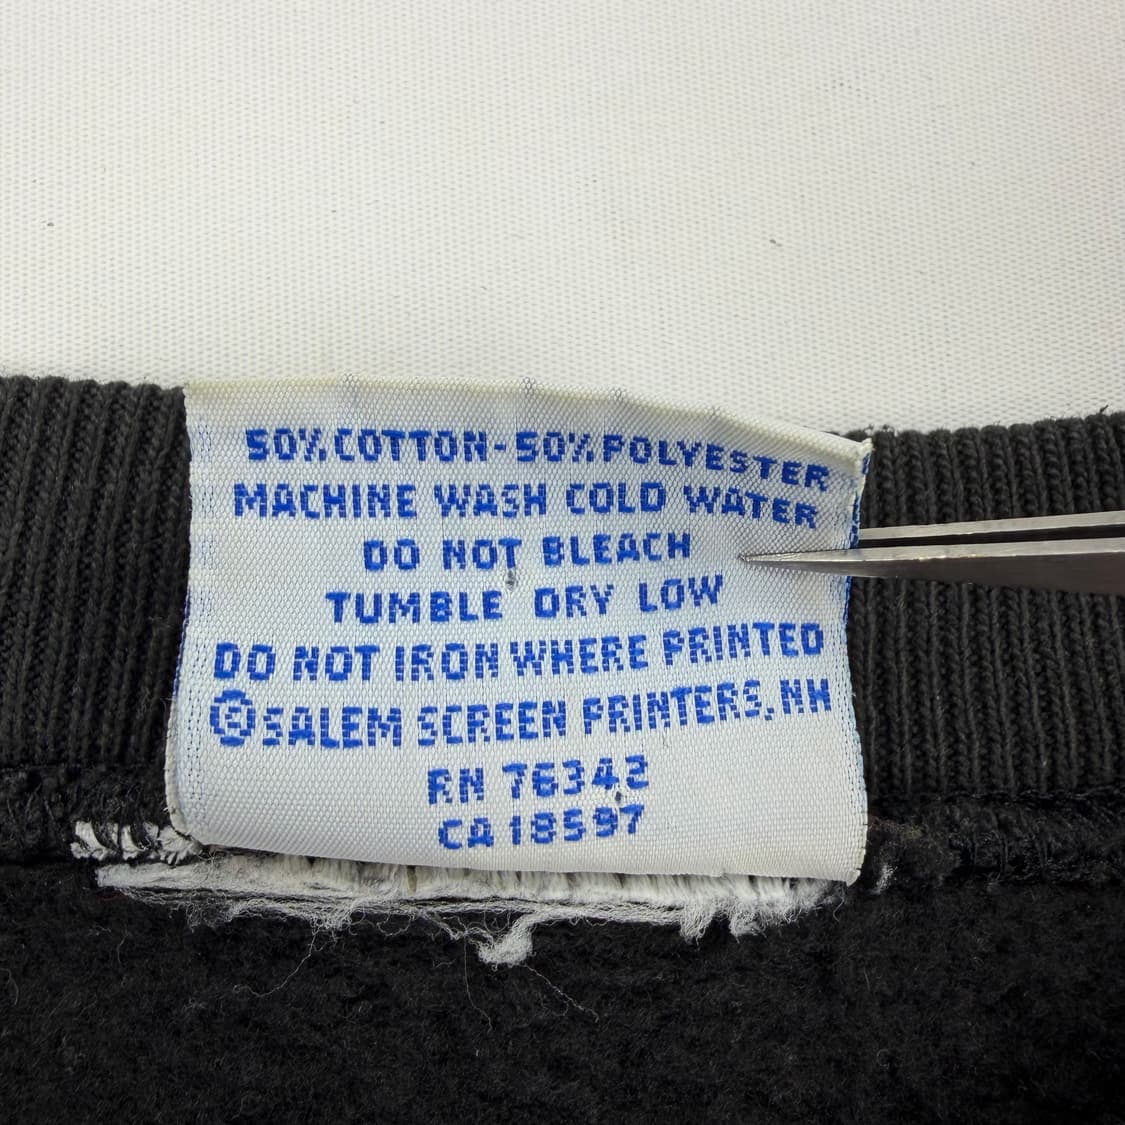 50% COTTON-50% POLYESTER
MACHINE WASH COLD WATER
DO NOT BLEACH
TUMBLE DRY LOW
DO NOT IRON WHERE PRINTED
© SALEM SCREEN PRINTERS, NH
RN 76342
CA 18597